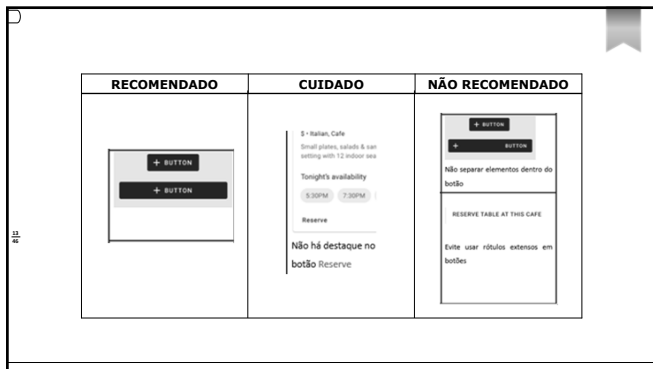 RECOMENDADO
CUIDADO
NÃO RECOMENDADO
+ BUTTON
+ BUTTON
$ • Italian, Cafe
Small plates, salads & san
setting with 12 indoor sea
Tonight's availability
5:30PM 7:30PM
Reserve
Não há destaque no
botão Reserve
+ BUTTON
+ BUTTON
Não separar elementos dentro do
botão
RESERVE TABLE AT THIS CAFE
Evite usar rótulos extensos em
botões
13
46